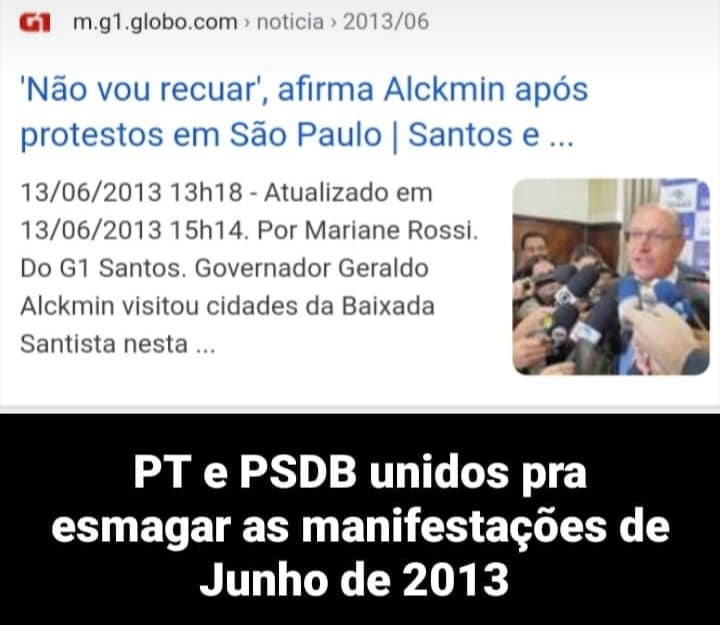 G1 m.g1.globo.com › noticia › 2013/06
'Não vou recuar', afirma Alckmin após
protestos em São Paulo | Santos e ...
13/06/2013 13h18 - Atualizado em
13/06/2013 15h14. Por Mariane Rossi.
Do G1 Santos. Governador Geraldo
Alckmin visitou cidades da Baixada
Santista nesta ...
PT e PSDB unidos pra
esmagar as manifestações de
Junho de 2013